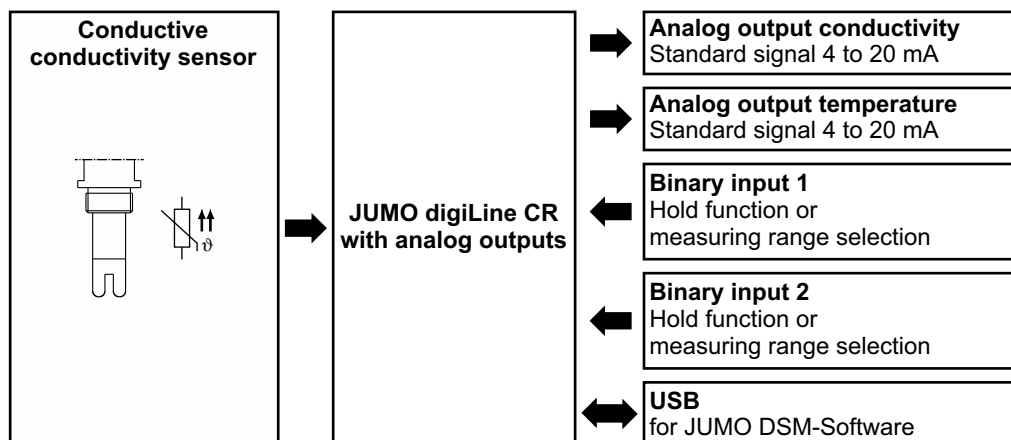 Conductive
conductivity sensor
ϑ
JUMO digiLine CR
with analog outputs
Analog output conductivity
Standard signal 4 to 20 mA
Analog output temperature
Standard signal 4 to 20 mA
Binary input 1
Hold function or
measuring range selection
Binary input 2
Hold function or
measuring range selection
USB
for JUMO DSM-Software